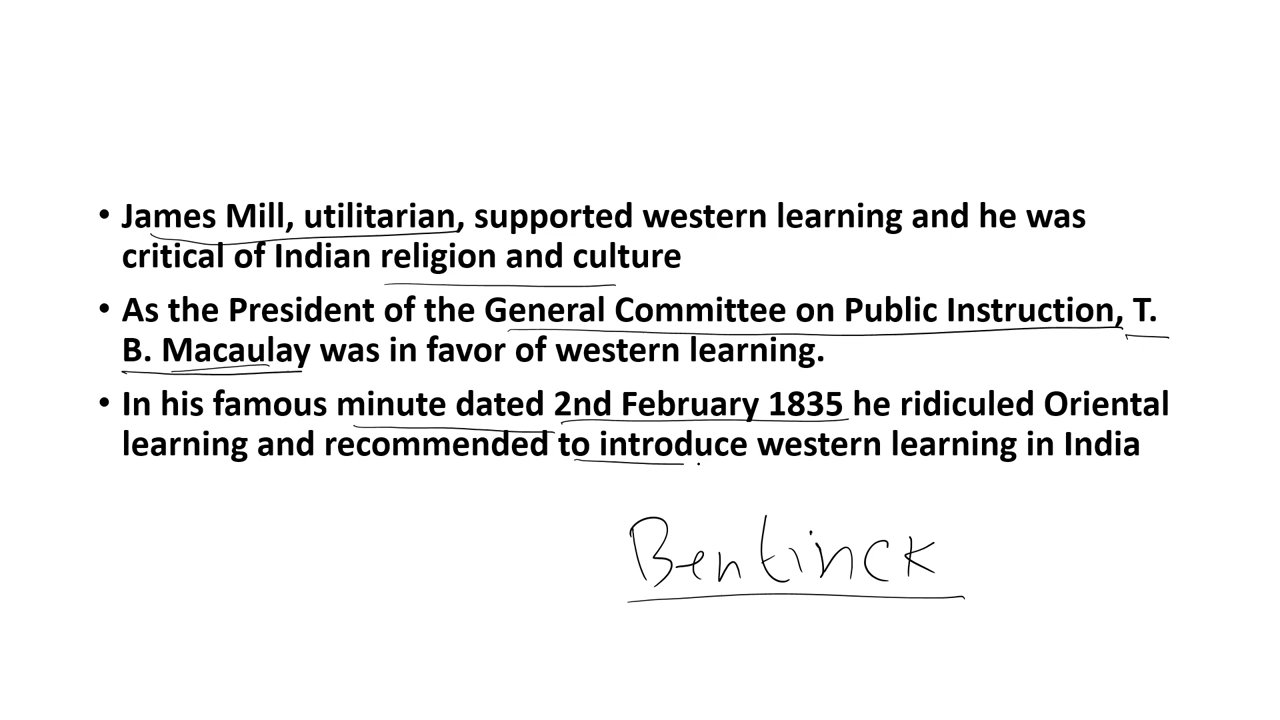 • James Mill, utilitarian, supported western learning and he was
critical of Indian religion and culture
• As the President of the General Committee on Public Instruction, T.
B. Macaulay was in favor of western learning.
• In his famous minute dated 2nd February 1835 he ridiculed Oriental
learning and recommended to introduce western learning in India
Bentinck